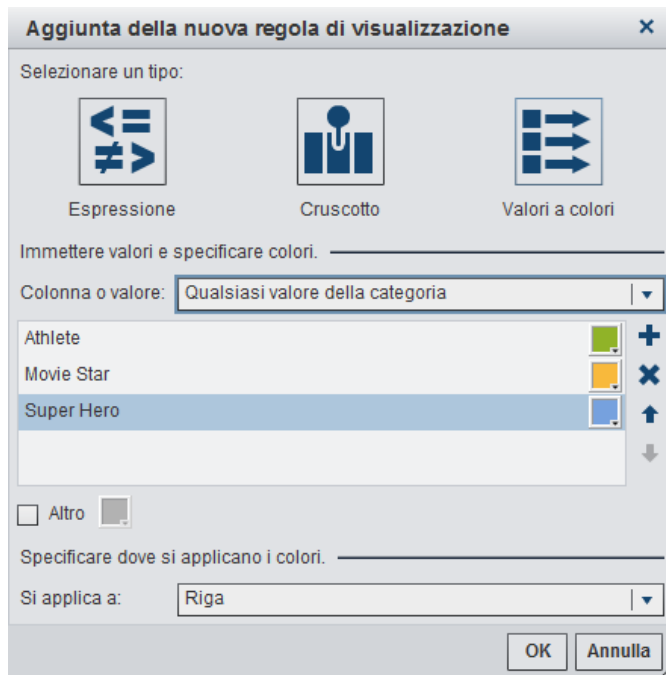 Aggiunta della nuova regola di visualizzazione
Selezionare un tipo:
Espressione Cruscotto Valori a colori
Immettere valori e specificare colori.
Colonna o valore: Qualsiasi valore della categoria
Athlete
Movie Star
Super Hero
Altro
Specificare dove si applicano i colori.
Si applica a: Riga
OK Annulla